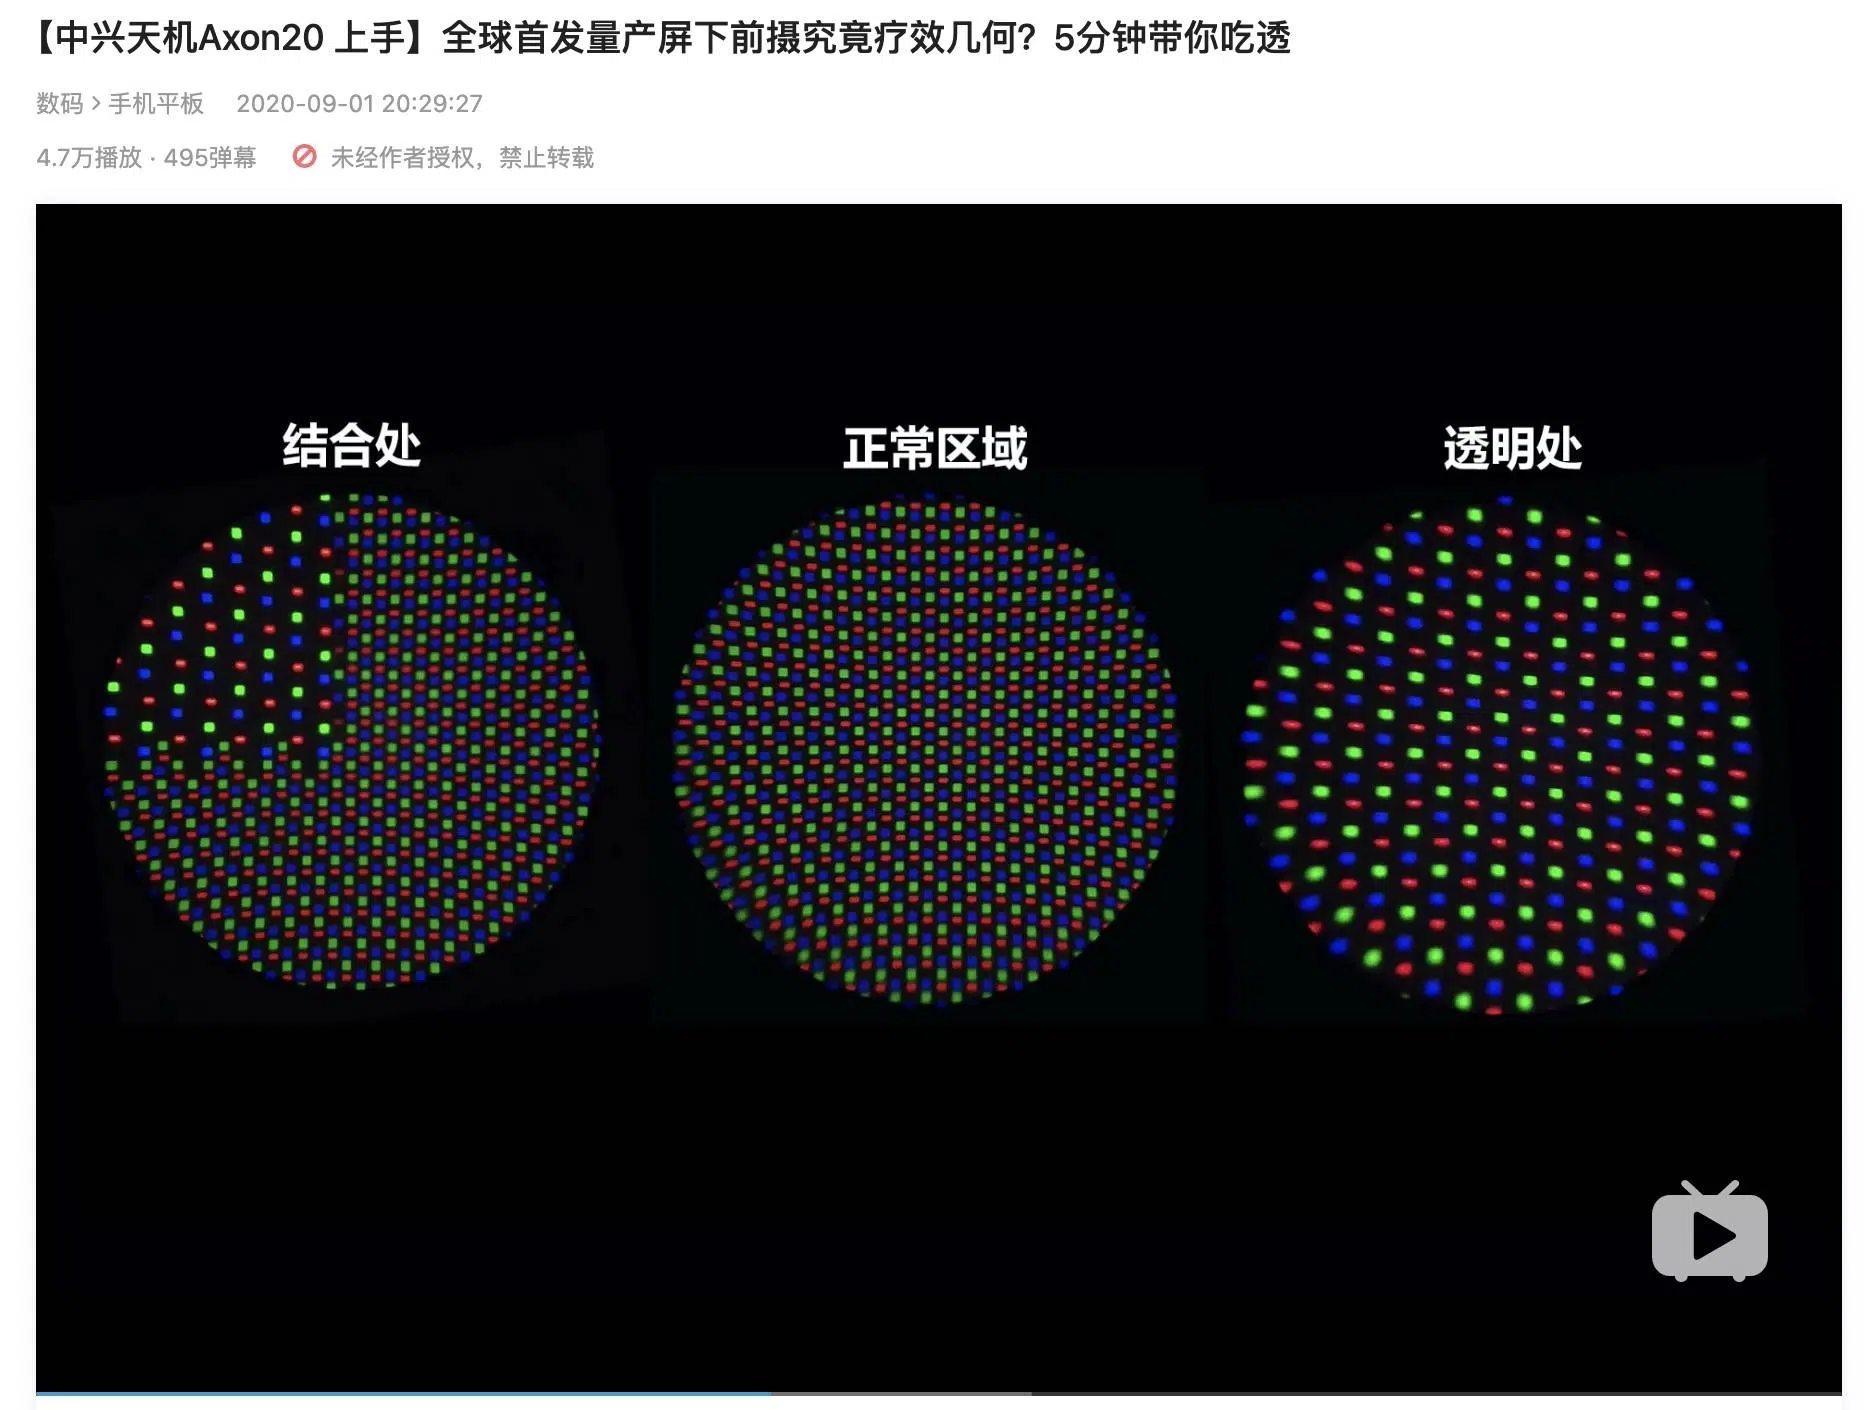 【中兴天机Axon20 上手】全球首发量产屏下前摄究竟疗效几何？5分钟带你吃透
数码 > 手机平板 2020-09-01 20:29:27
4.7万播放 · 495弹幕 未经作者授权，禁止转载
结合处 正常区域 透明处